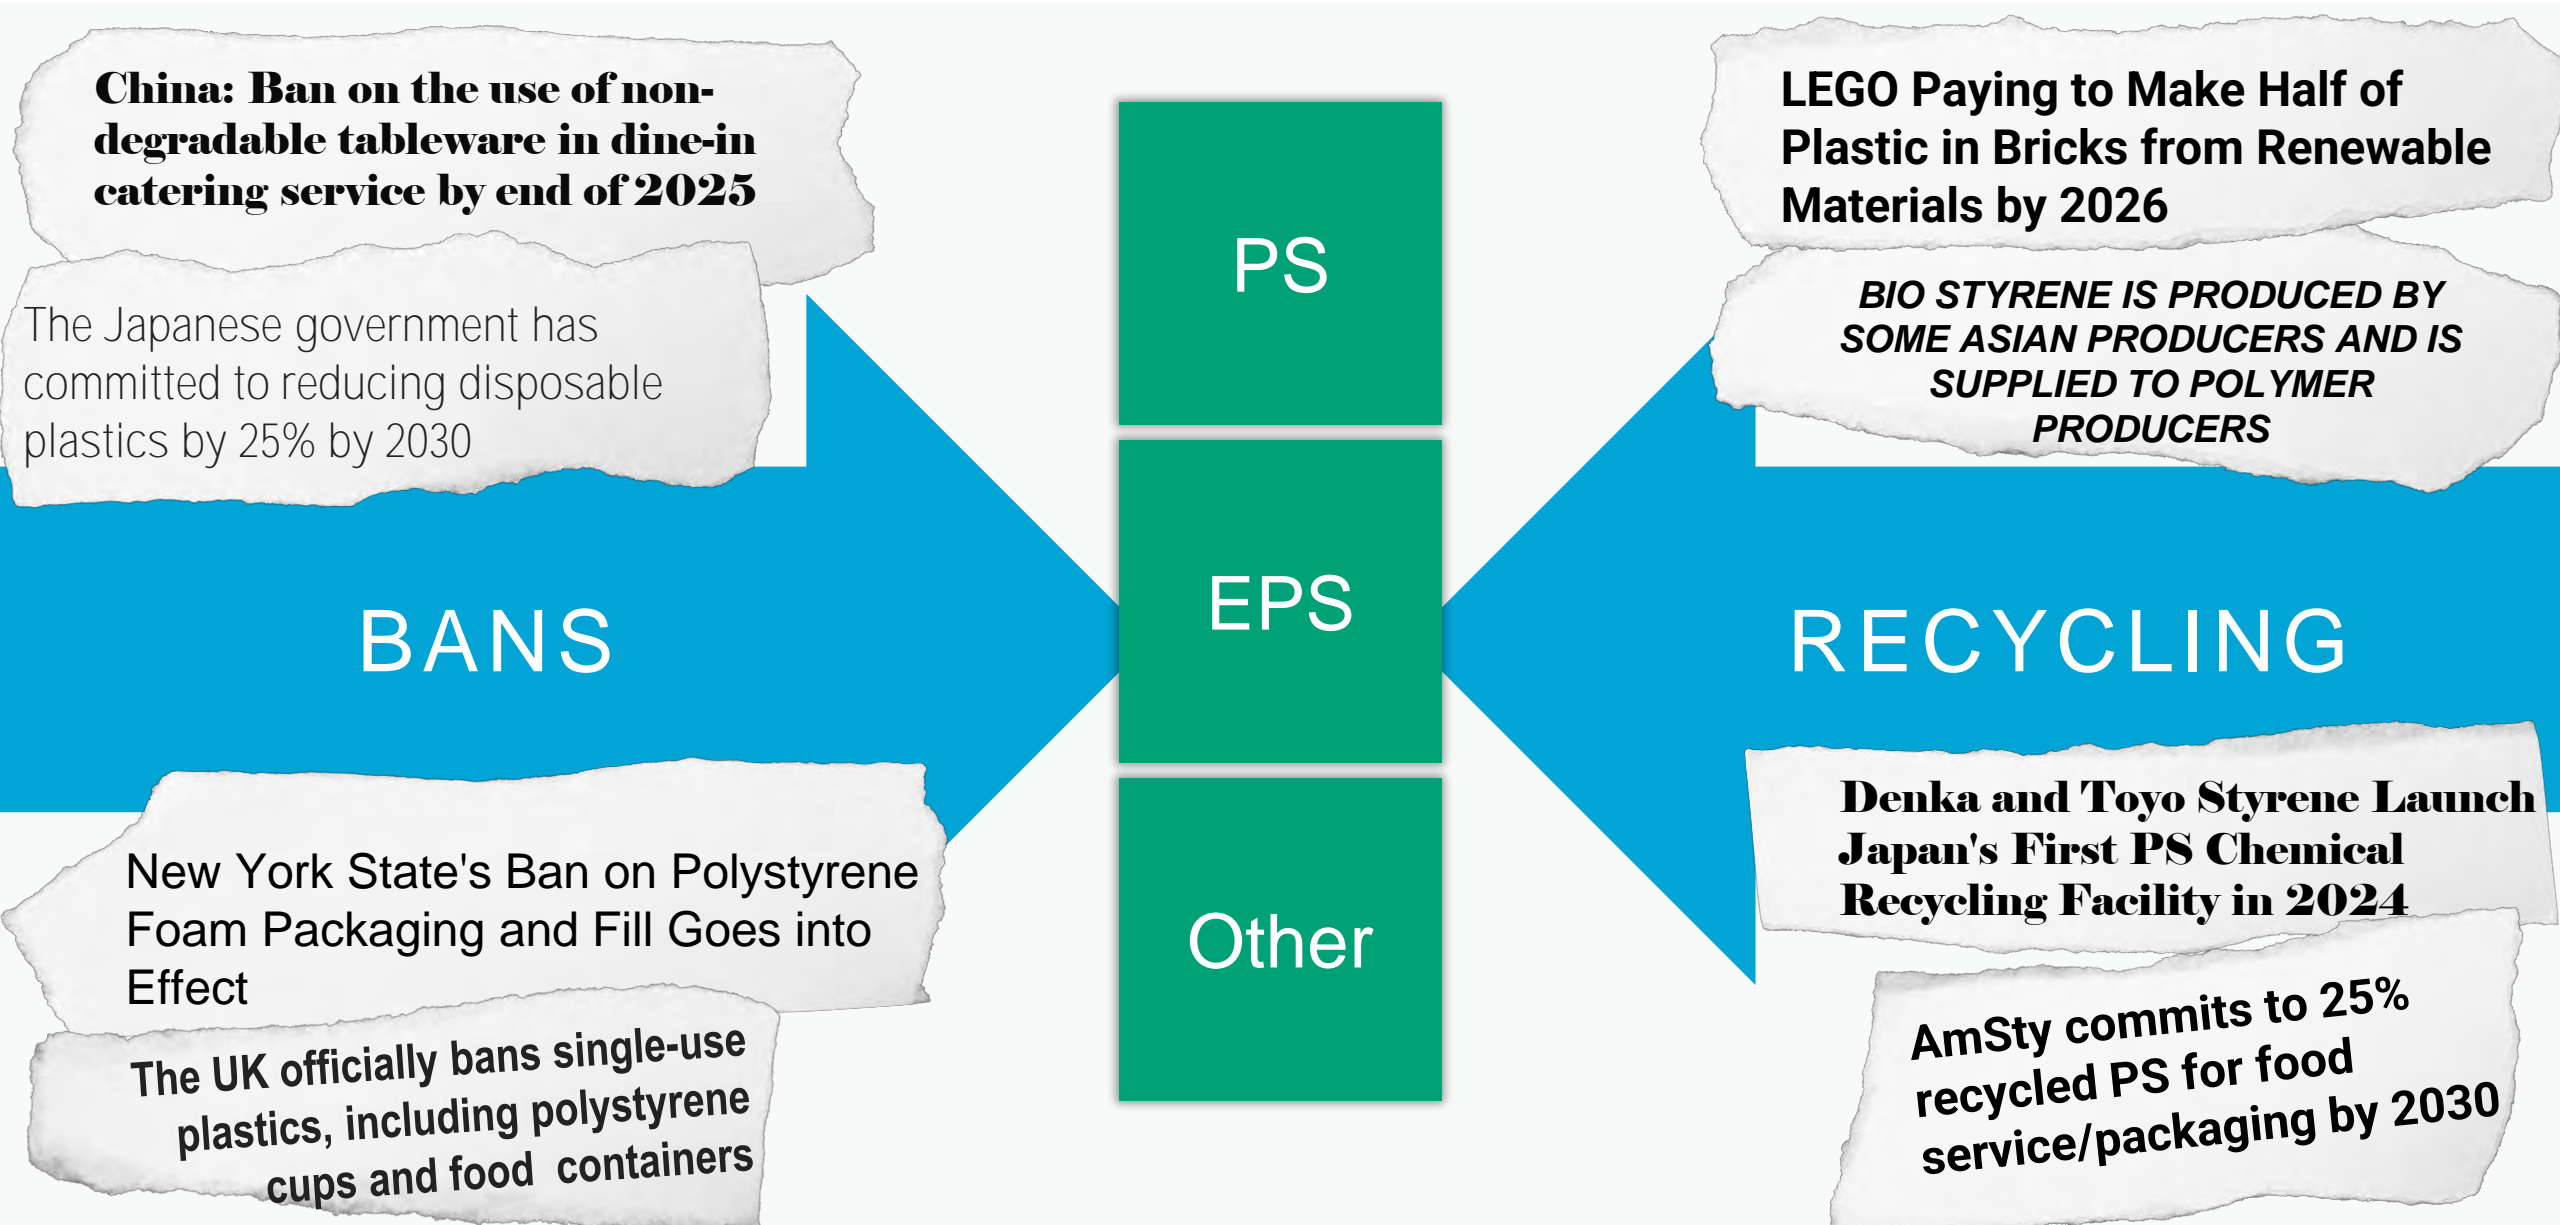 China: Ban on the use of non-
degradable tableware in dine-in
catering service by end of 2025
The Japanese government has
committed to reducing disposable
plastics by 25% by 2030
BANS
New York State's Ban on Polystyrene
Foam Packaging and Fill Goes into
Effect
The UK officially bans single-use
plastics, including polystyrene
cups and food containers
PS
EPS
Other
LEGO Paying to Make Half of
Plastic in Bricks from Renewable
Materials by 2026
BIO STYRENE IS PRODUCED BY
SOME ASIAN PRODUCERS AND IS
SUPPLIED TO POLYMER
PRODUCERS
RECYCLING
Denka and Toyo Styrene Launch
Japan's First PS Chemical
Recycling Facility in 2024
AmSty commits to 25%
recycled PS for food
service/packaging by 2030